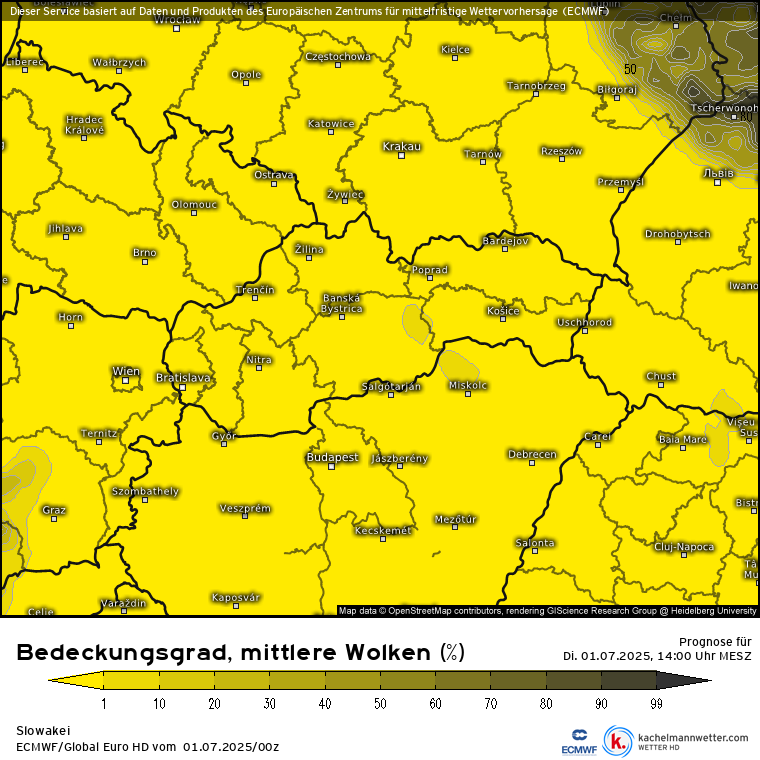 Dieser Service basiert auf Daten und Produkten des Europäischen Zentrums für mittelfristige Wettervorhersage (ECMWF)
Wrocław
Chełm
Liberec
Wałbrzych
Częstochowa
Kielce
50
Opole
Tarnobrzeg
Biłgoraj
Tscherwonoh
Hradec
Králové
Katowice
Krakau
Tarnów
Rzeszów
Ostrava
Żywiec
Przemyśl
Львів
Olomouc
Jihlava
Brno
Žilina
Bardejov
Drohobytsch
Poprad
Trenčín
Banská
Bystrica
Iwano
Horn
Košice
Uschhorod
Nitra
Wien
Bratislava
Salgótarján
Miskolc
Chust
Ternitz
Győr
Carei
Baia Mare
Vișeu
Sus
Budapest
Jászberény
Debrecen
Szombathely
Graz
Veszprém
Kecskemét
Mezőtúr
Bistr
Salonta
Cluj-Napoca
Tâ
Mu
Kaposvár
Varaždin
Celje
Map data © OpenStreetMap contributors, rendering GIScience Research Group @ Heidelberg University
Bedeckungsgrad, mittlere Wolken (%)
Prognose für
Di. 01.07.2025, 14:00 Uhr MESZ
1 10 20 30 40 50 60 70 80 90 99
Slowakei
ECMWF/Global Euro HD vom 01.07.2025/00z
ECMWF
k.
kachelmannwetter.com
WETTER HD